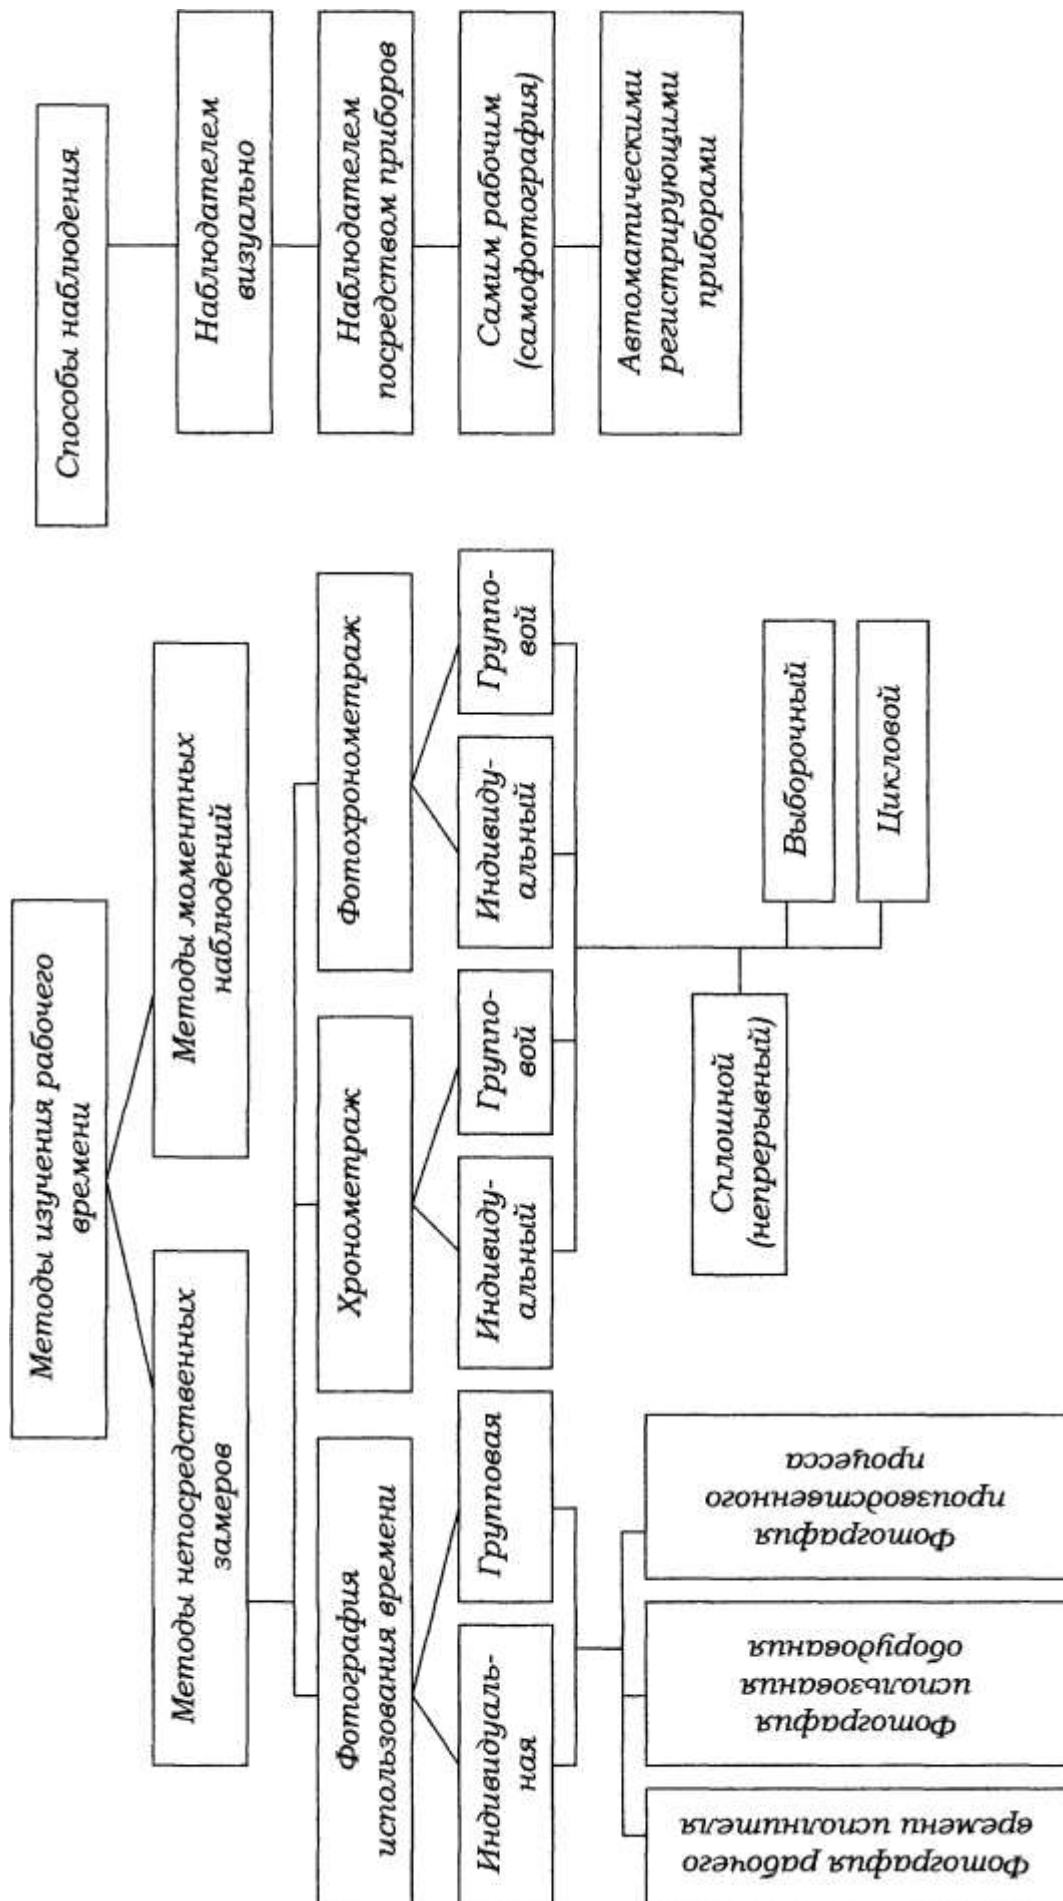 Методы изучения рабочего
времени
Способы наблюдения
Методы непосредственных
замеров
Методы моментных
наблюдений
Наблюдателем
визуально
Фотография
использования времени
Хронометраж
Фотохронометраж
Наблюдателем
посредством приборов
Индивидуаль-
ная
Групповая
Индивиду-
альный
Группо-
вой
Индивиду-
альный
Группо-
вой
Самим рабочим
(самофотография)
Автоматическими
регистрирующими
приборами
Фотография рабочего
времени исполнителя
Фотография
использования
оборудования
Фотография
производственного
процесса
Сплошной
(непрерывный)
Выборочный
Цикловой